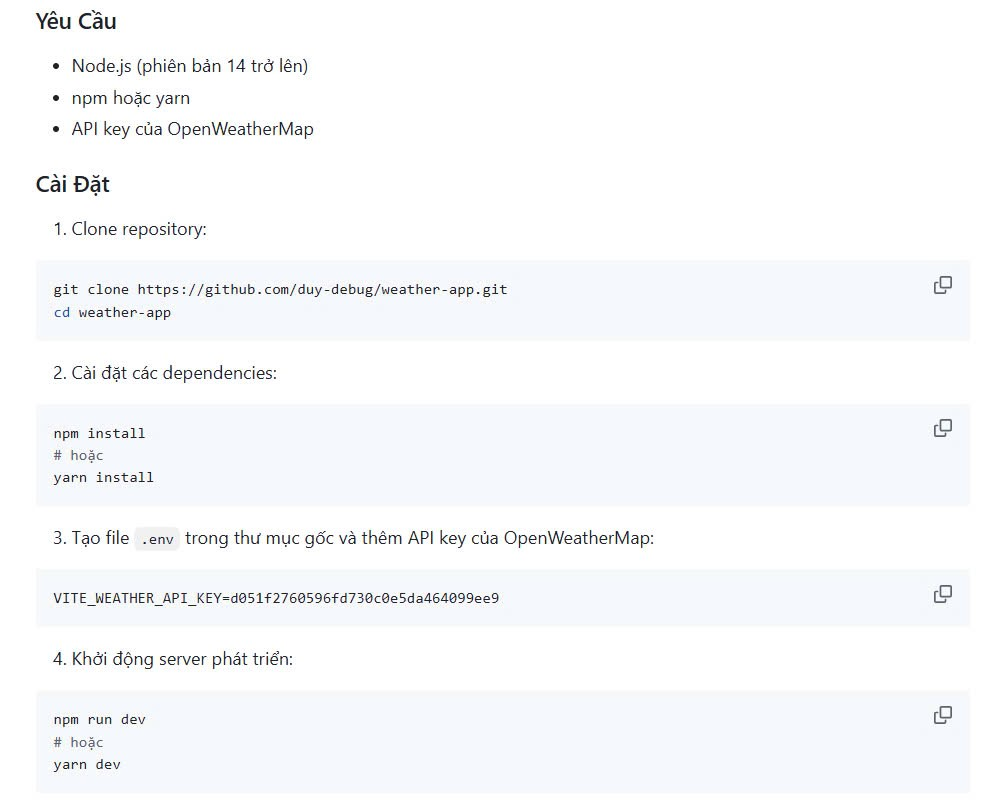 Yêu Cầu
• Node.js (phiên bản 14 trở lên)
• npm hoặc yarn
• API key của OpenWeatherMap
Cài Đặt
1. Clone repository:
git clone https://github.com/duy-debug/weather-app.git
cd weather-app
2. Cài đặt các dependencies:
npm install
# hoặc
yarn install
3. Tạo file .env trong thư mục gốc và thêm API key của OpenWeatherMap:
VITE_WEATHER_API_KEY=d051f2760596fd730c0e5da464099ee9
4. Khởi động server phát triển:
npm run dev
# hoặc
yarn dev